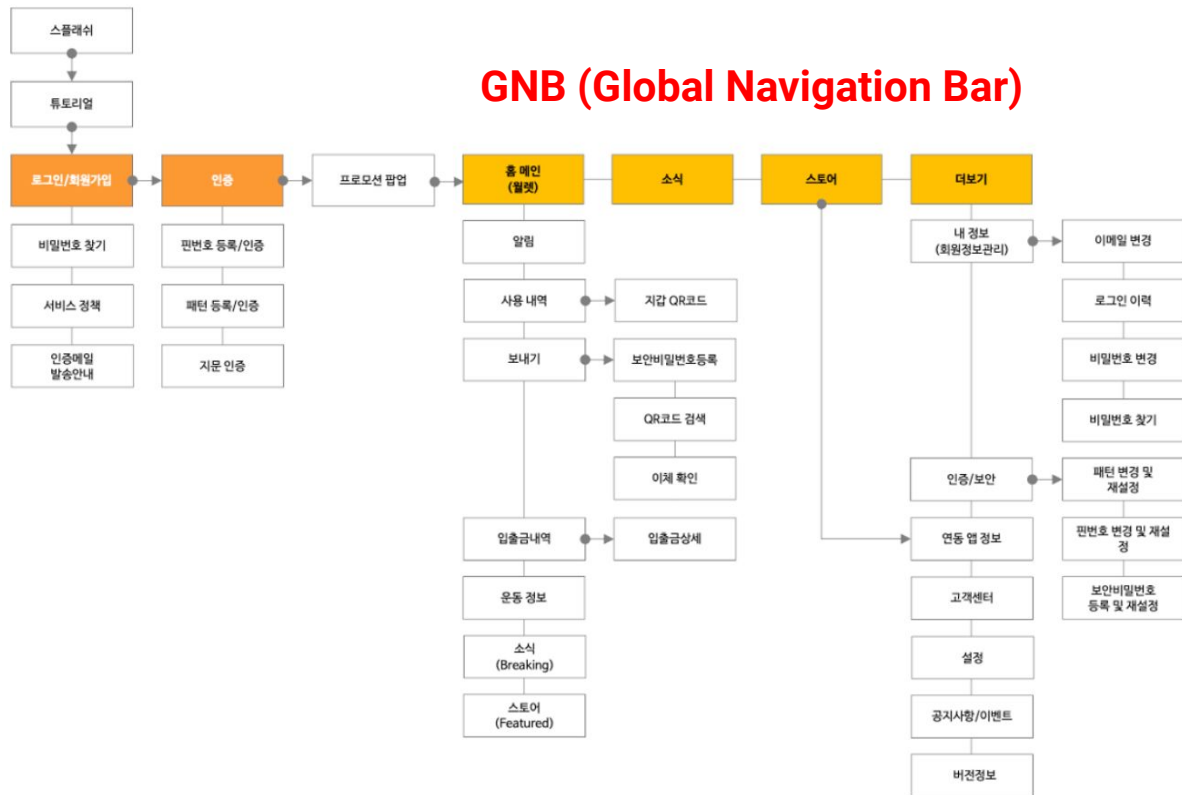 스플래쉬
튜토리얼
GNB (Global Navigation Bar)
로그인/회원가입
인증
프로모션 팝업
홈 메인
(월렛)
소식
스토어
더보기
비밀번호 찾기
서비스 정책
인증메일
발송안내
핀번호 등록/인증
패턴 등록/인증
지문 인증
알림
사용 내역
지갑 QR코드
보내기
보안비밀번호등록
QR코드 검색
이체 확인
입출금내역
입출금상세
운동 정보
소식
(Breaking)
스토어
(Featured)
내 정보
(회원정보관리)
이메일 변경
로그인 이력
비밀번호 변경
비밀번호 찾기
인증/보안
패턴 변경 및
재설정
핀번호 변경 및 재설
정
보안비밀번호
등록 및 재설정
연동 앱 정보
고객센터
설정
공지사항/이벤트
버전정보